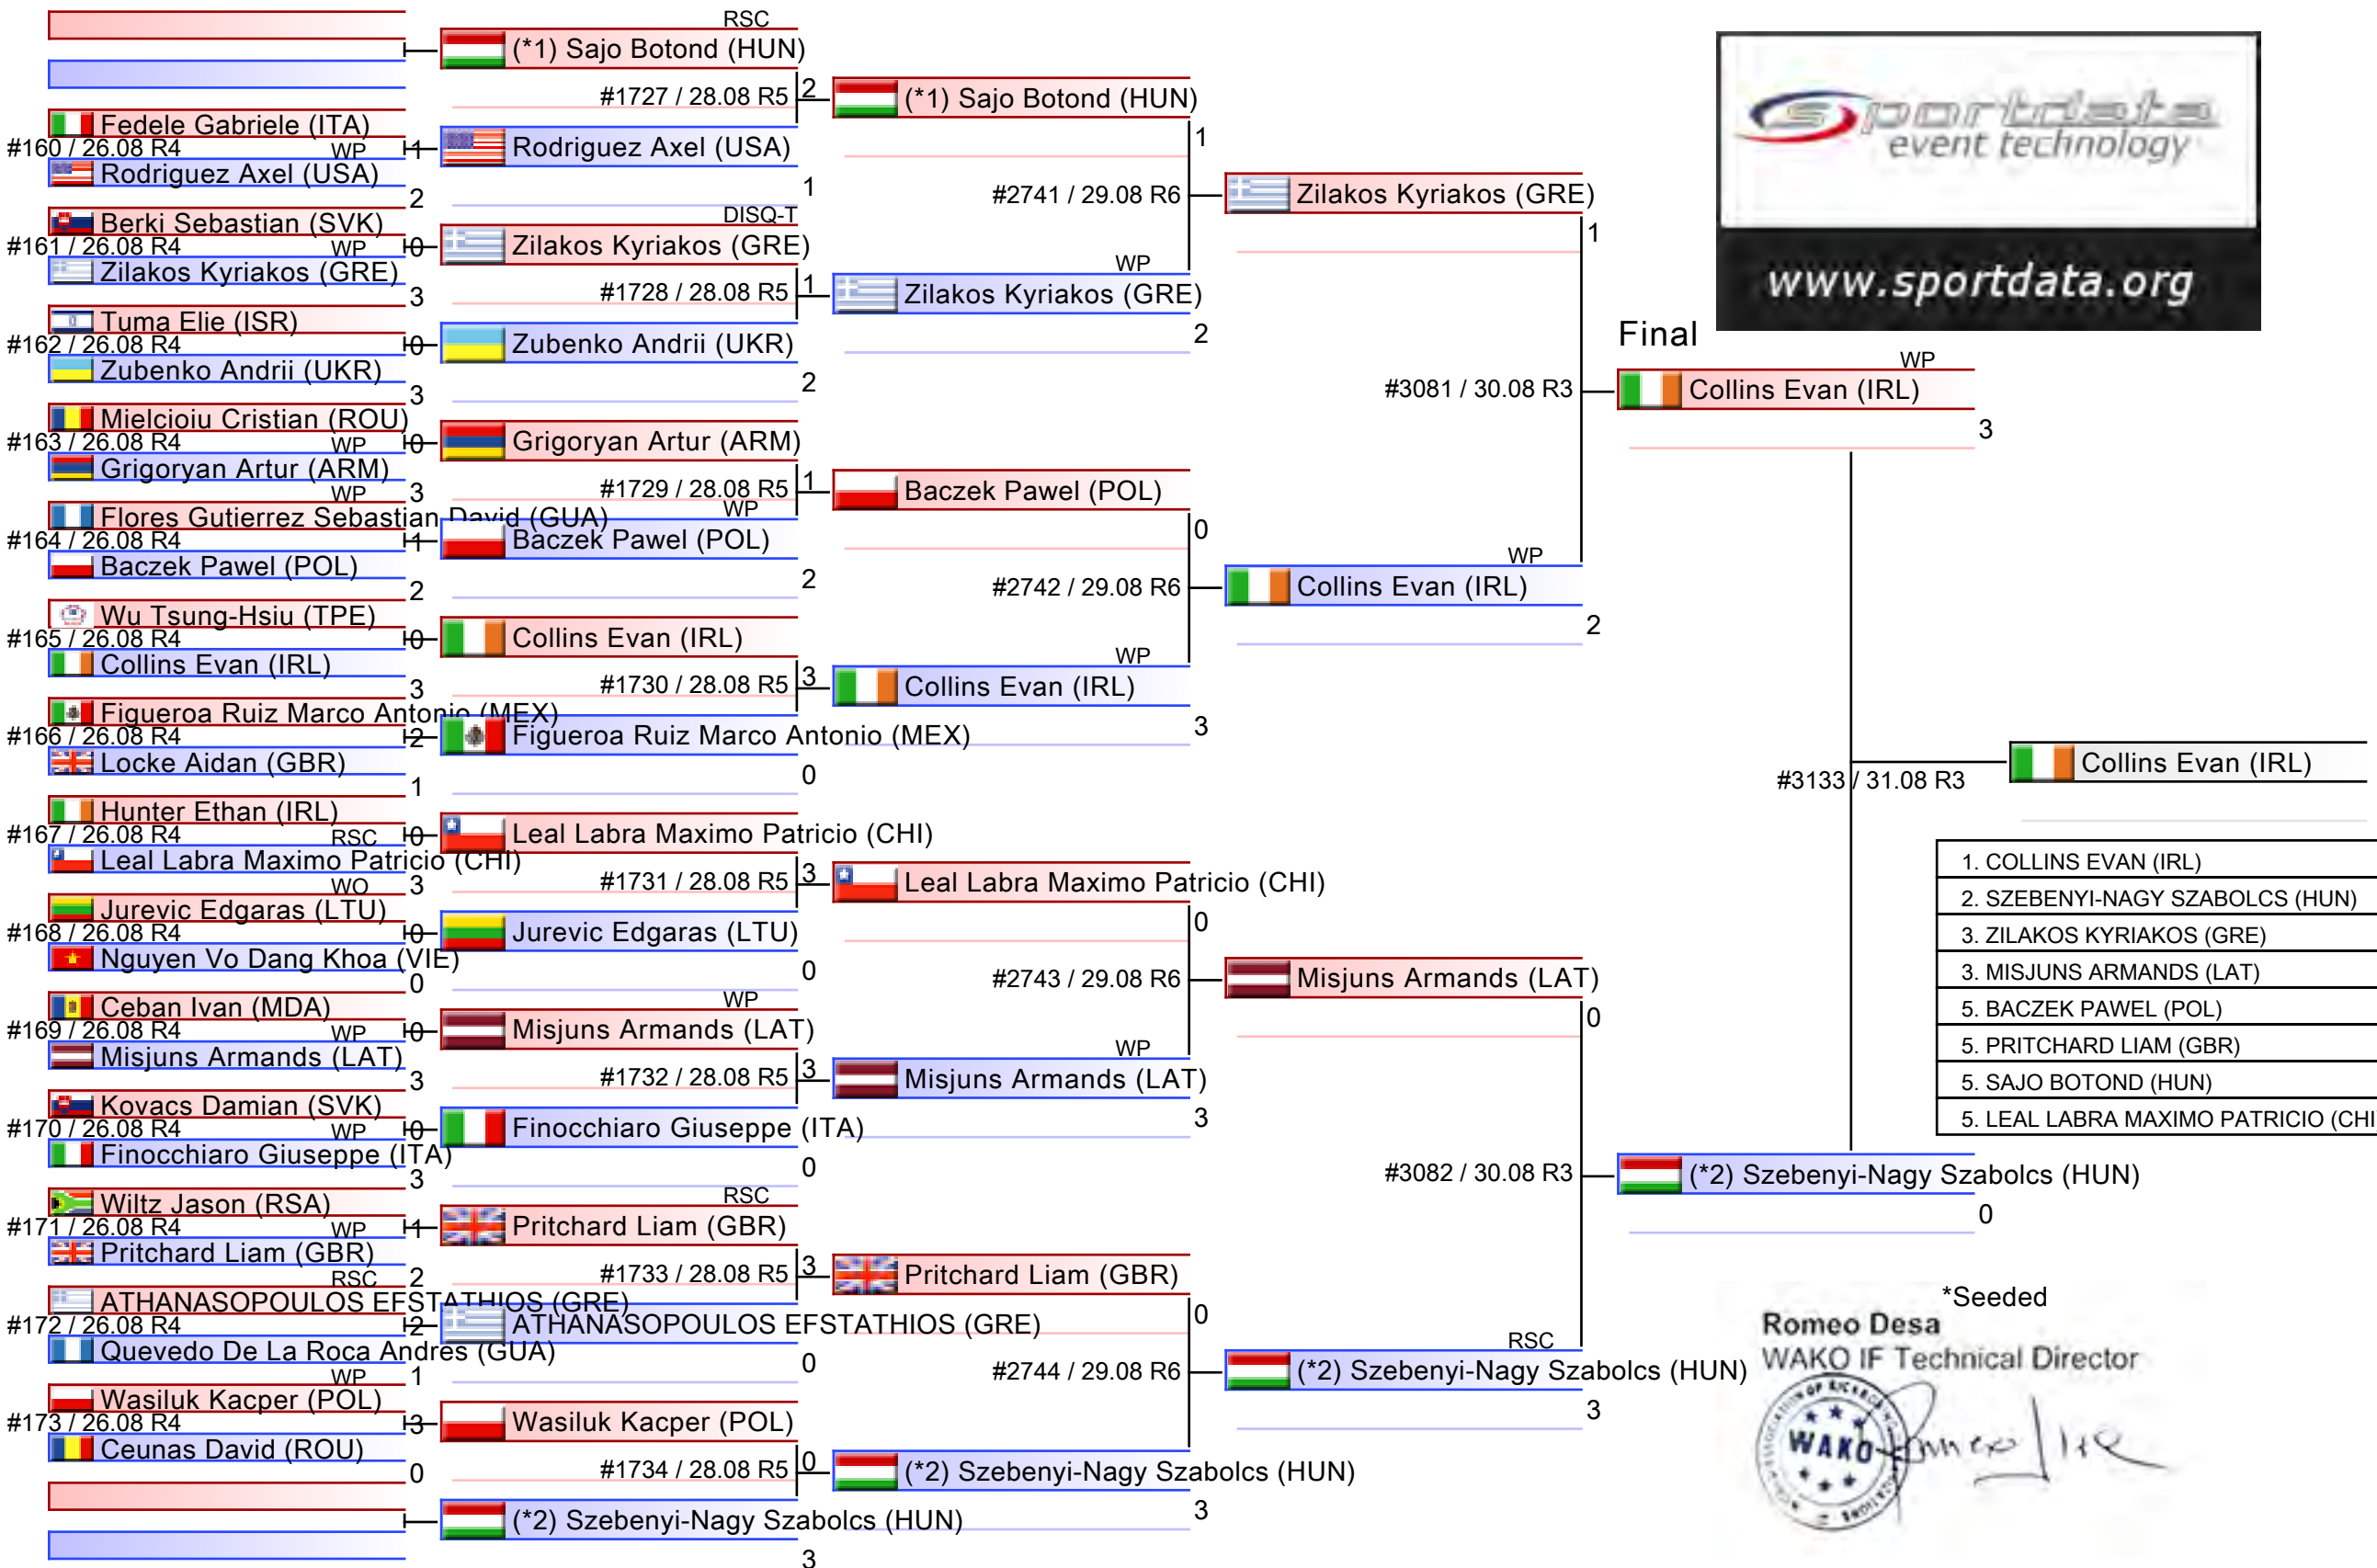 RSC
(*1) Sajo Botond (HUN)
#1727 / 28.08 R5
2
(*1) Sajo Botond (HUN)
Fedele Gabriele (ITA)
#160 / 26.08 R4
WP
1
Rodriguez Axel (USA)
2
Rodriguez Axel (USA)
1
1
#2741 / 29.08 R6
Zilakos Kyriakos (GRE)
1
Berki Sebastian (SVK)
#161 / 26.08 R4
WP
0
Zilakos Kyriakos (GRE)
3
DISQ-T
Zilakos Kyriakos (GRE)
#1728 / 28.08 R5
1
WP
Zilakos Kyriakos (GRE)
2
Tuma Elie (ISR)
#162 / 26.08 R4
0
Zubenko Andrii (UKR)
3
Zubenko Andrii (UKR)
2
#3081 / 30.08 R3
Mielcioiu Cristian (ROU)
#163 / 26.08 R4
WP
0
Grigoryan Artur (ARM)
3
Grigoryan Artur (ARM)
#1729 / 28.08 R5
1
Baczek Pawel (POL)
0
WP
Flores Gutierrez Sebastian David (GUA)
#164 / 26.08 R4
1
Baczek Pawel (POL)
2
WP
Baczek Pawel (POL)
2
#2742 / 29.08 R6
WP
Collins Evan (IRL)
2
Wu Tsung-Hsiu (TPE)
#165 / 26.08 R4
0
Collins Evan (IRL)
3
Collins Evan (IRL)
#1730 / 28.08 R5
3
WP
Collins Evan (IRL)
3
Figueroa Ruiz Marco Antonio (MEX)
#166 / 26.08 R4
2
Locke Aidan (GBR)
1
Figueroa Ruiz Marco Antonio (MEX)
0
Hunter Ethan (IRL)
#167 / 26.08 R4
RSC
0
Leal Labra Maximo Patricio (CHI)
3
Leal Labra Maximo Patricio (CHI)
#1731 / 28.08 R5
3
Leal Labra Maximo Patricio (CHI)
0
WO
Jurevic Edgaras (LTU)
#168 / 26.08 R4
0
Nguyen Vo Dang Khoa (VIE)
0
Jurevic Edgaras (LTU)
0
#2743 / 29.08 R6
Misjuns Armands (LAT)
0
Ceban Ivan (MDA)
#169 / 26.08 R4
WP
0
Misjuns Armands (LAT)
3
WP
Misjuns Armands (LAT)
#1732 / 28.08 R5
3
WP
Misjuns Armands (LAT)
3
Kovacs Damian (SVK)
#170 / 26.08 R4
WP
0
Finocchiaro Giuseppe (ITA)
3
Finocchiaro Giuseppe (ITA)
0
#3082 / 30.08 R3
Wiltz Jason (RSA)
#171 / 26.08 R4
WP
1
Pritchard Liam (GBR)
2
RSC
Pritchard Liam (GBR)
#1733 / 28.08 R5
3
Pritchard Liam (GBR)
0
RSC
ATHANASOPOULOS EFSTATHIOS (GRE)
#172 / 26.08 R4
2
Quevedo De La Roca Andres (GUA)
1
ATHANASOPOULOS EFSTATHIOS (GRE)
0
#2744 / 29.08 R6
RSC
(*2) Szebenyi-Nagy Szabolcs (HUN)
3
WP
Wasiluk Kacper (POL)
#173 / 26.08 R4
3
Ceunas David (ROU)
0
Wasiluk Kacper (POL)
#1734 / 28.08 R5
0
(*2) Szebenyi-Nagy Szabolcs (HUN)
3
(*2) Szebenyi-Nagy Szabolcs (HUN)
3
sportdata
event technology
www.sportdata.org
Final
WP
Collins Evan (IRL)
3
#3133 / 31.08 R3
Collins Evan (IRL)
1. COLLINS EVAN (IRL)
2. SZEBENYI-NAGY SZABOLCS (HUN)
3. ZILAKOS KYRIAKOS (GRE)
3. MISJUNS ARMANDS (LAT)
5. BACZEK PAWEL (POL)
5. PRITCHARD LIAM (GBR)
5. SAJO BOTOND (HUN)
5. LEAL LABRA MAXIMO PATRICIO (CHI
(*2) Szebenyi-Nagy Szabolcs (HUN)
0
*Seeded
Romeo Desa
WAKO IF Technical Director
WAKO